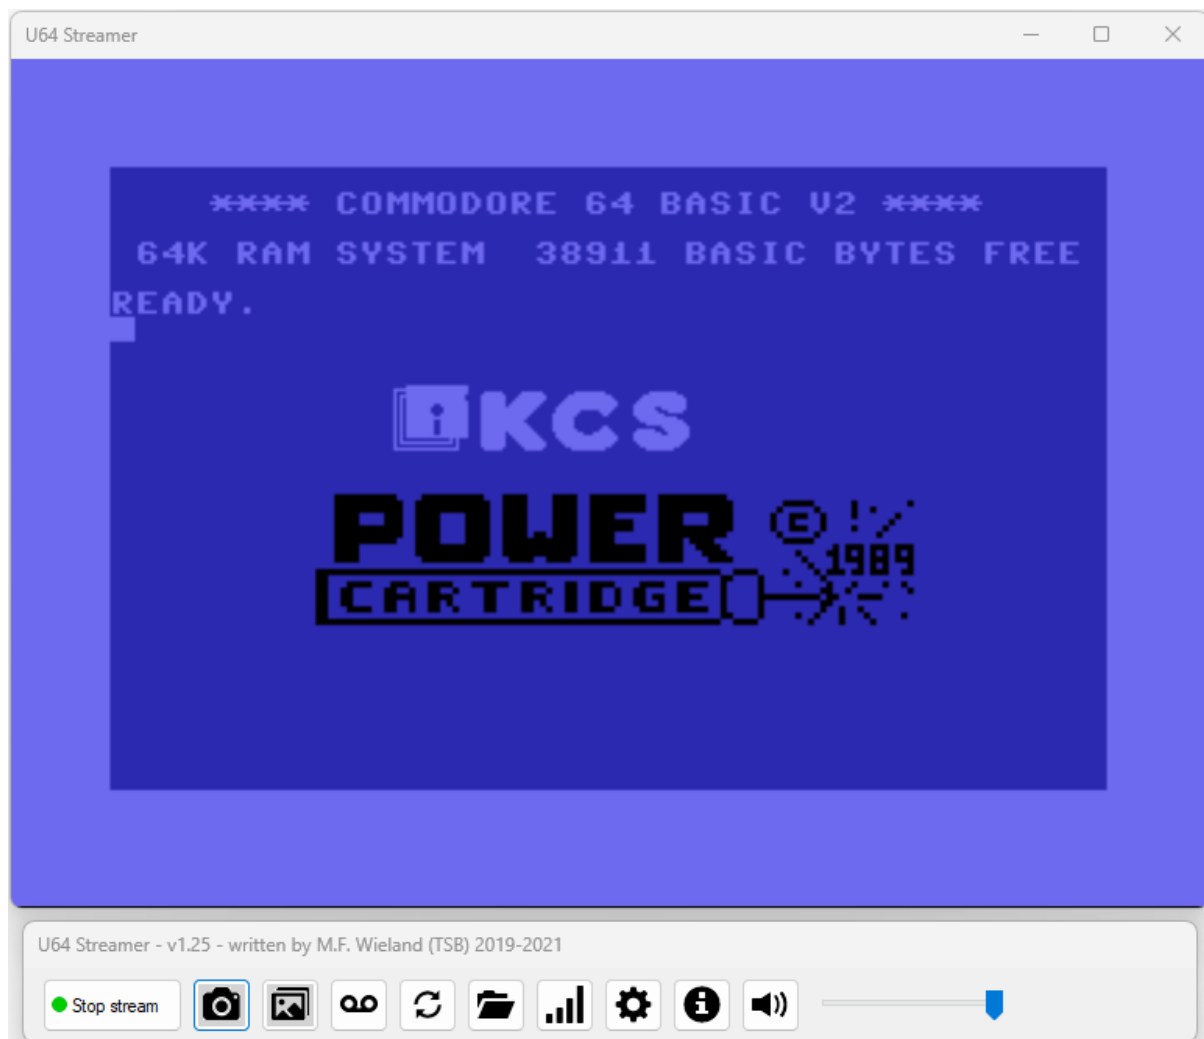 U64 Streamer
**** COMMODORE 64 BASIC V2 ****
64K RAM SYSTEM  38911 BASIC BYTES FREE
READY.
i KCS
POWER © 1989
CARTRIDGE
U64 Streamer - v1.25 - written by M.F. Wieland (TSB) 2019-2021
Stop stream